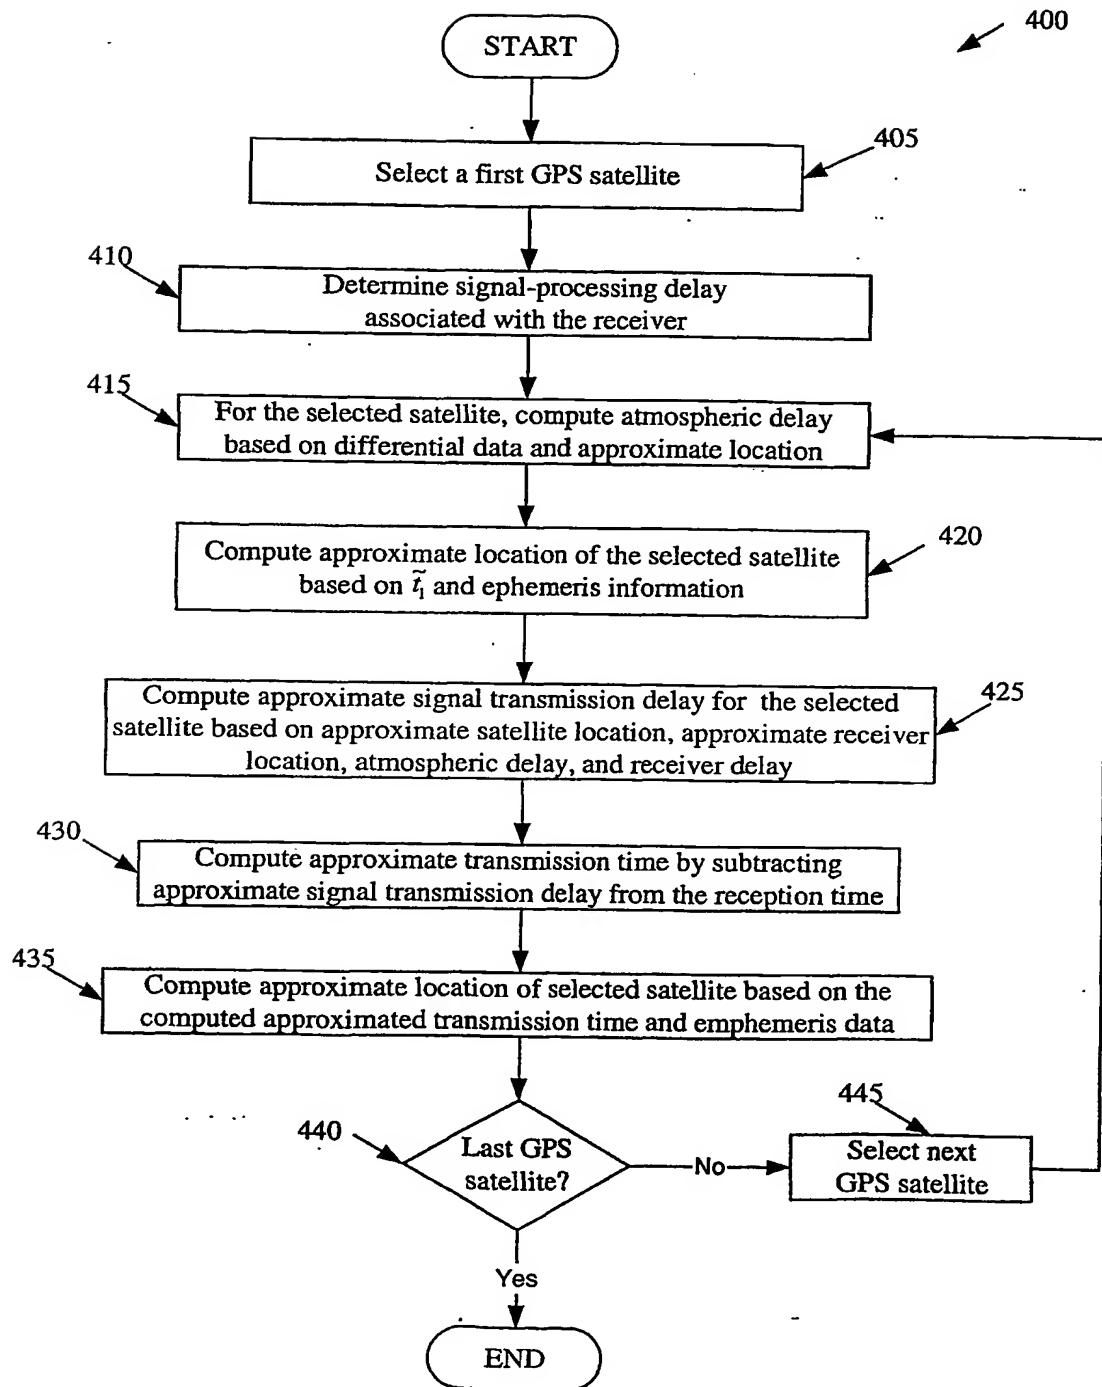 START
400
405
Select a first GPS satellite
410
Determine signal-processing delay
associated with the receiver
415
For the selected satellite, compute atmospheric delay
based on differential data and approximate location
420
Compute approximate location of the selected satellite
based on t̃₁ and ephemeris information
425
Compute approximate signal transmission delay for the selected
satellite based on approximate satellite location, approximate receiver
location, atmospheric delay, and receiver delay
430
Compute approximate transmission time by subtracting
approximate signal transmission delay from the reception time
435
Compute approximate location of selected satellite based on the
computed approximated transmission time and emphemeris data
440
Last GPS
satellite?
No
445
Select next
GPS satellite
Yes
END